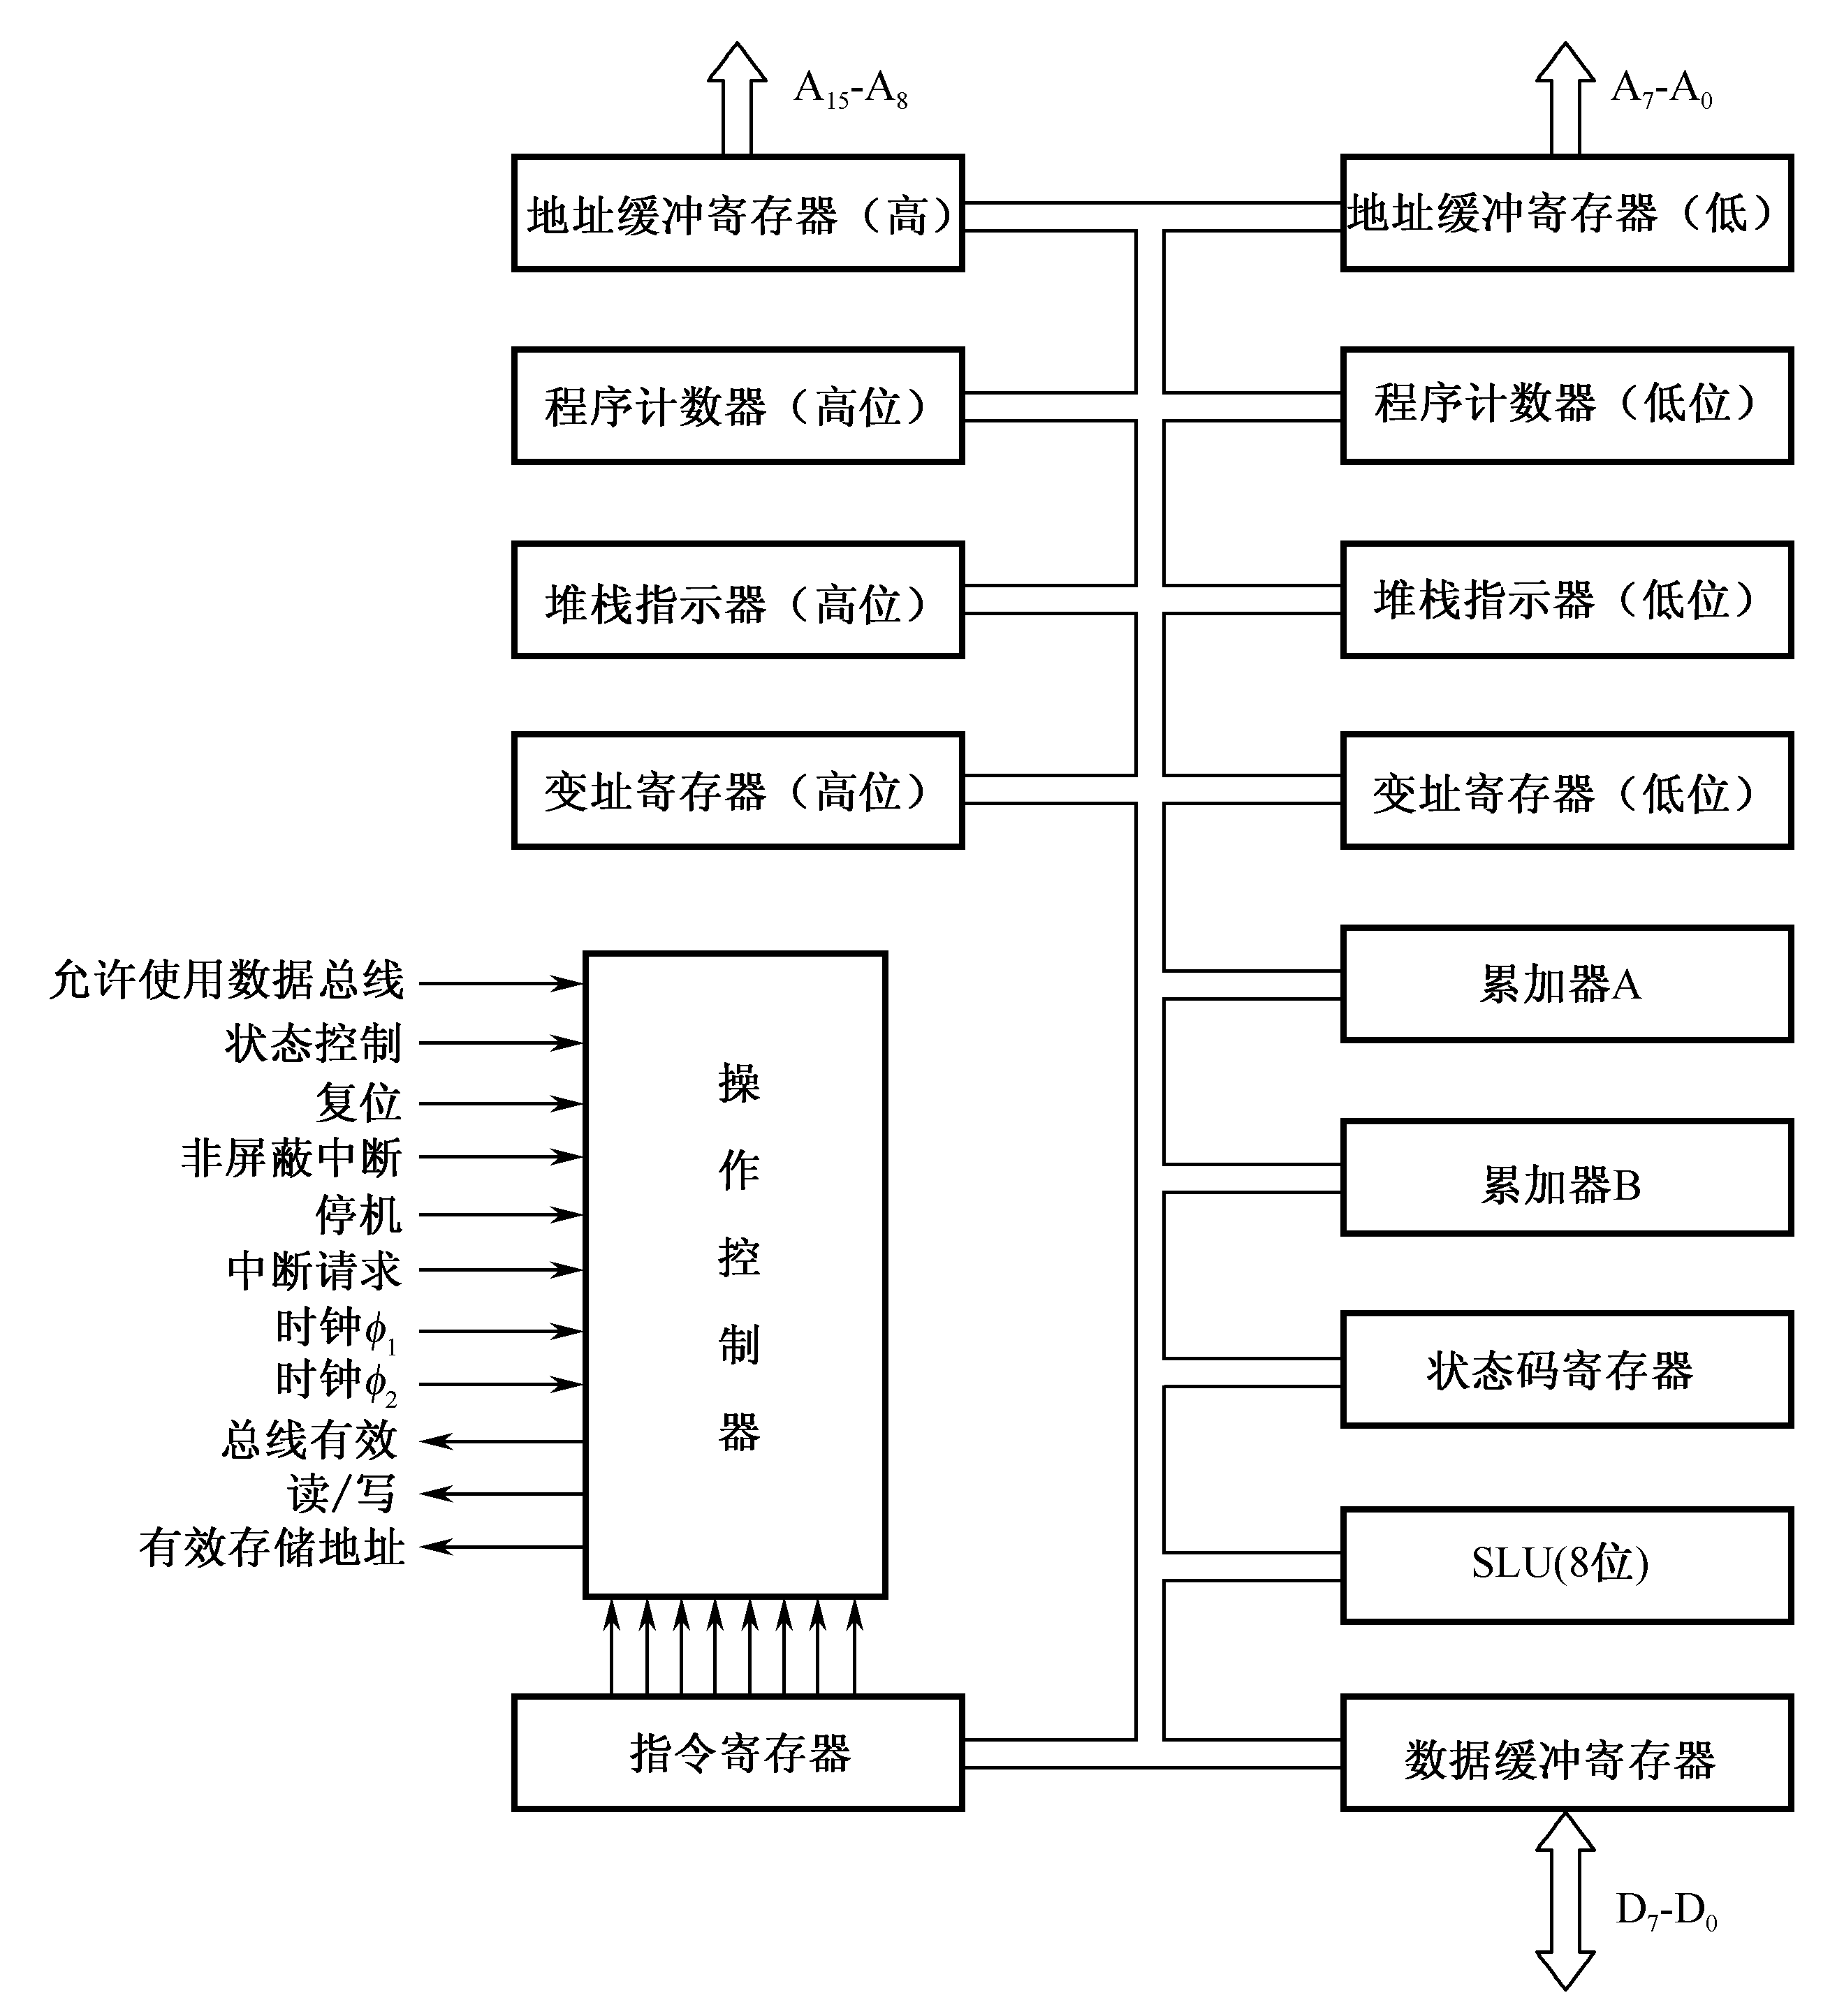 A₁₅-A₈
A₇-A₀
地址缓冲寄存器（高）
地址缓冲寄存器（低）
程序计数器（高位）
程序计数器（低位）
堆栈指示器（高位）
堆栈指示器（低位）
变址寄存器（高位）
变址寄存器（低位）
累加器A
累加器B
状态码寄存器
SLU(8位)
允许使用数据总线
状态控制
复位
非屏蔽中断
停机
中断请求
时钟ϕ₁
时钟ϕ₂
总线有效
读/写
有效存储地址
操作控制器
指令寄存器
数据缓冲寄存器
D₇-D₀